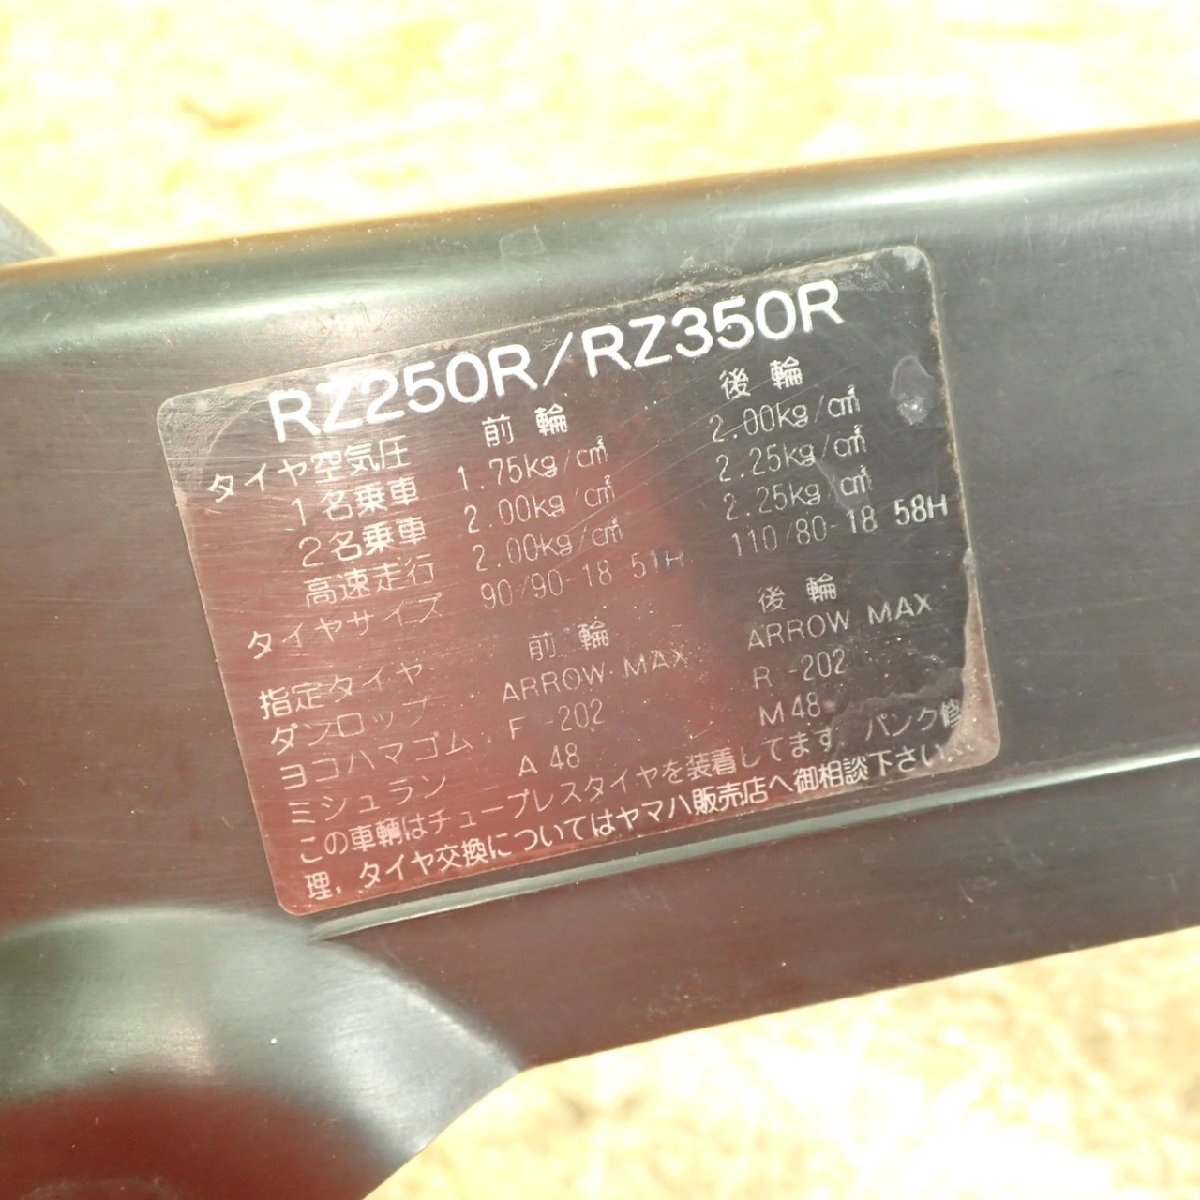 RZ250R/RZ350R
タイヤ空気圧 前輪 後輪
1名乗車 1.75kg/c㎡ 2.00kg/c㎡
2名乗車 2.00kg/c㎡ 2.25kg/c㎡
高速走行 2.00kg/c㎡ 2.25kg/c㎡
タイヤサイズ 90/90-18 51H 110/80-18 58H
指定タイヤ 前輪 後輪
ダンロップ ARROW MAX ARROW MAX
ヨコハマゴム F-202 R-202
ミシュラン A48 M48
この車輌はチューブレスタイヤを装着してます。パンク修
理,タイヤ交換についてはヤマハ販売店へ御相談下さい。